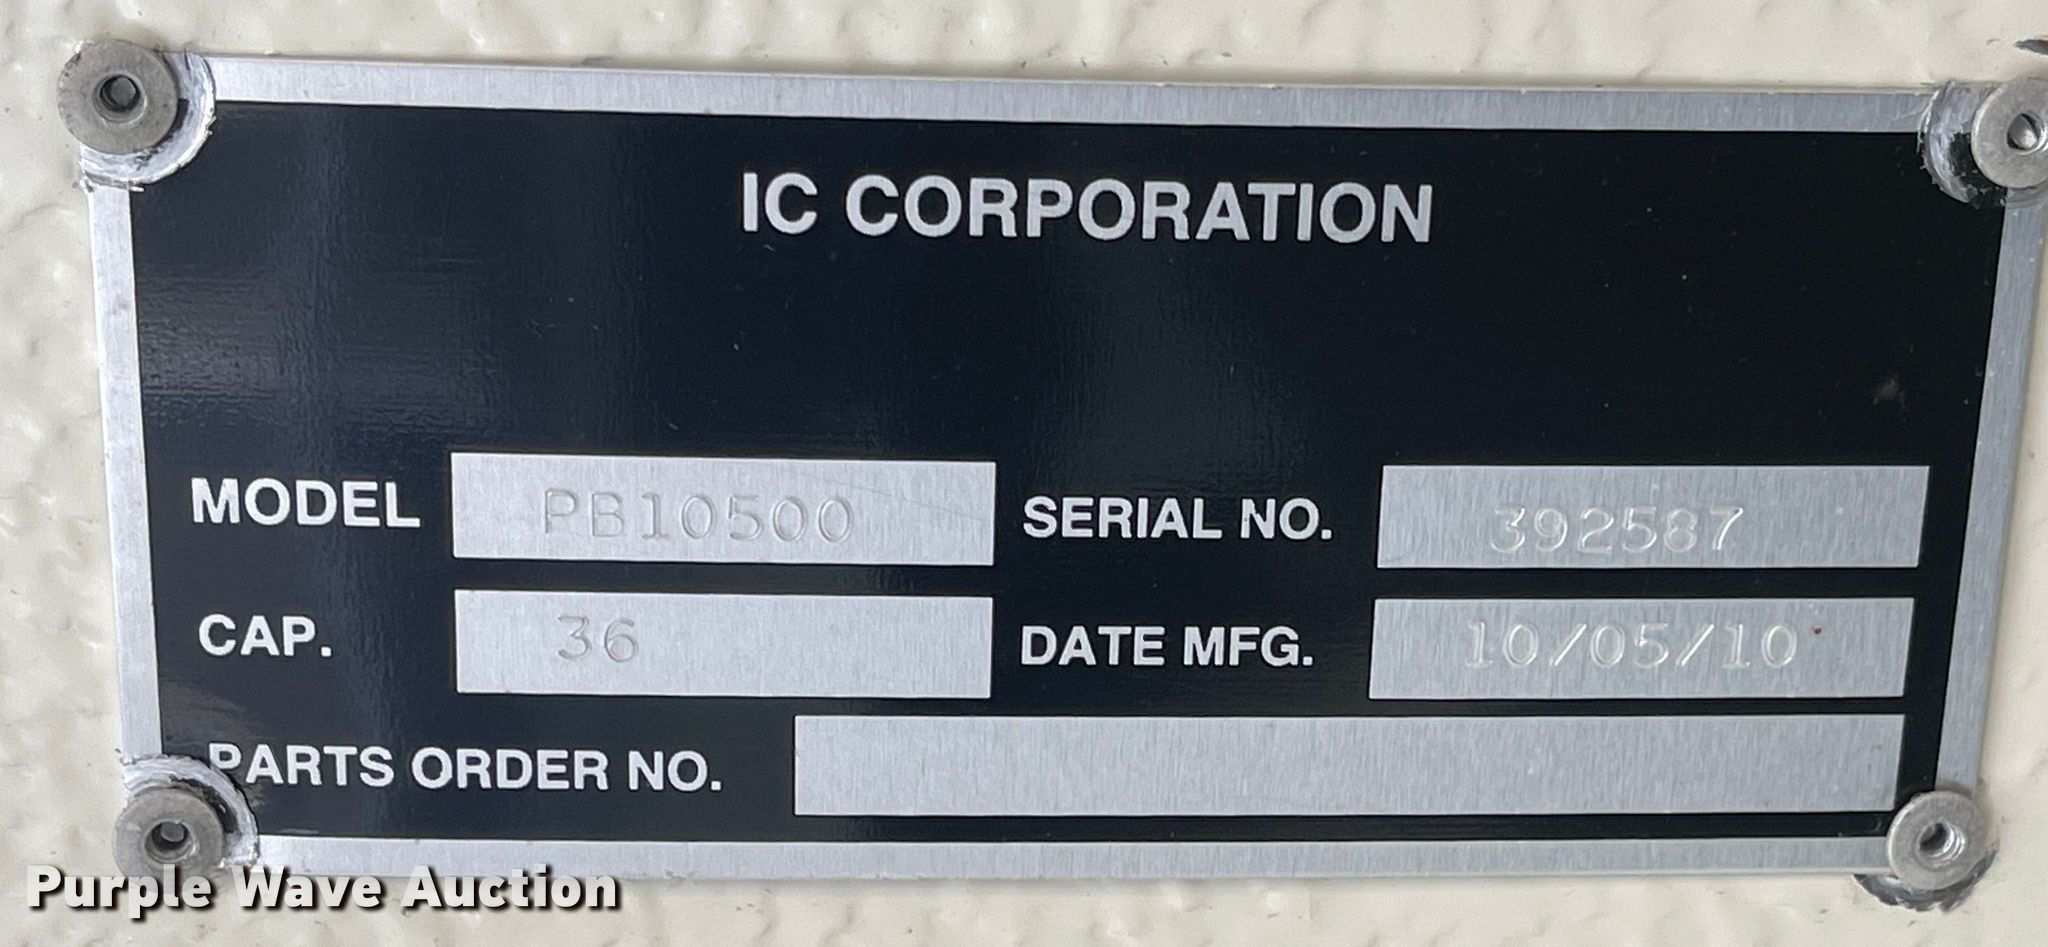 IC CORPORATION
MODEL PB10500 SERIAL NO. 392587
CAP. 36 DATE MFG. 10/05/10
PARTS ORDER NO.
Purple Wave Auction